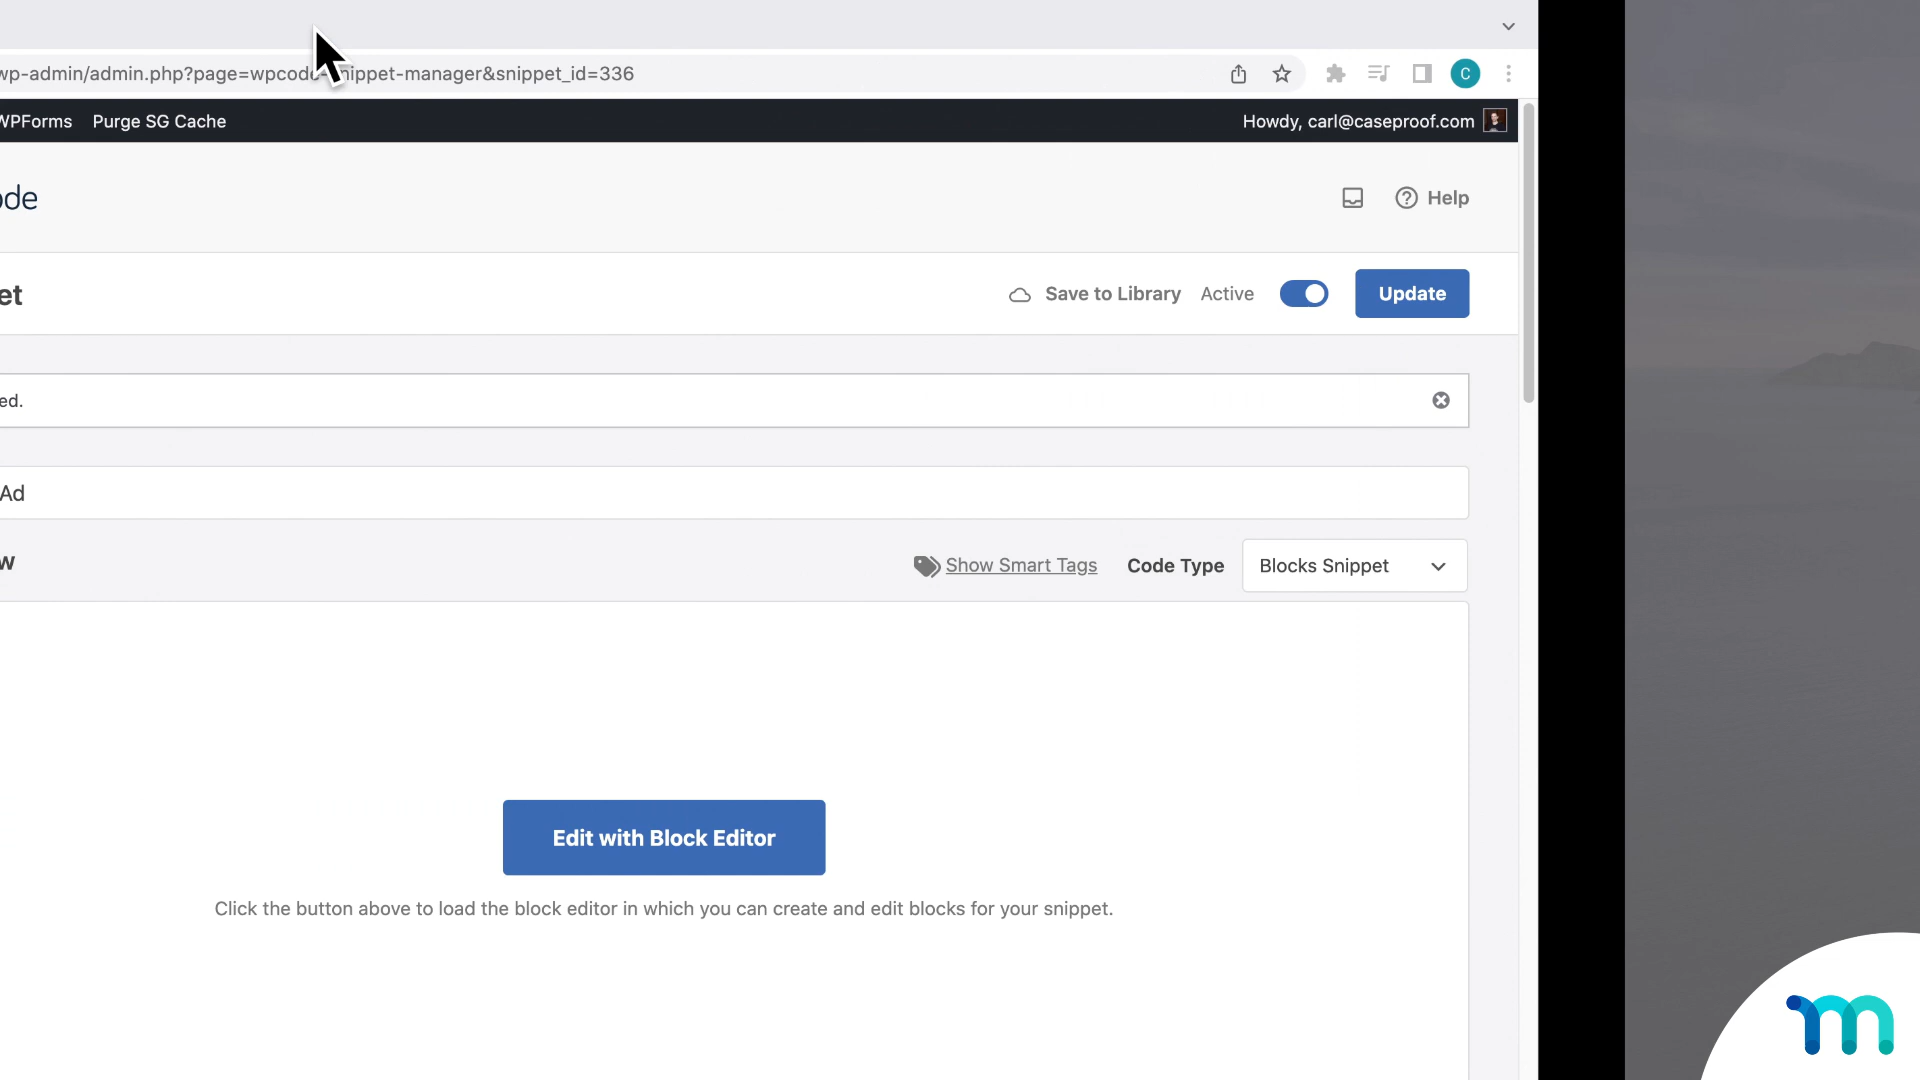 wp-admin/admin.php?page=wpcode-snippet-manager&snippet_id=336
C
WPForms Purge SG Cache
Howdy, carl@caseproof.com
ode
Help
et
Save to Library Active Update
ed.
Ad
w
Show Smart Tags Code Type Blocks Snippet
Edit with Block Editor
Click the button above to load the block editor in which you can create and edit blocks for your snippet.
m